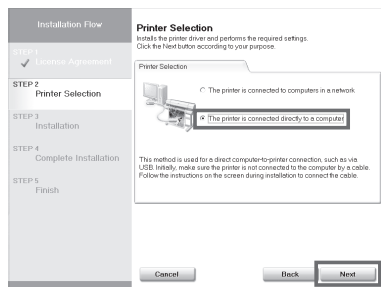 Installation Flow
STEP 1
License Agreement
STEP 2
Printer Selection
STEP 3
Installation
STEP 4
Complete Installation
STEP 5
Finish
Printer Selection
Installs the printer driver and performs the required settings.
Click the Next button according to your purpose.
Printer Selection
The printer is connected to computers in a network
The printer is connected directly to a computer
This method is used for a direct computer-to-printer connection, such as via
USB. Initially, make sure the printer is not connected to the computer by a cable.
Follow the instructions on the screen during installation to connect the cable.
Cancel
Back
Next